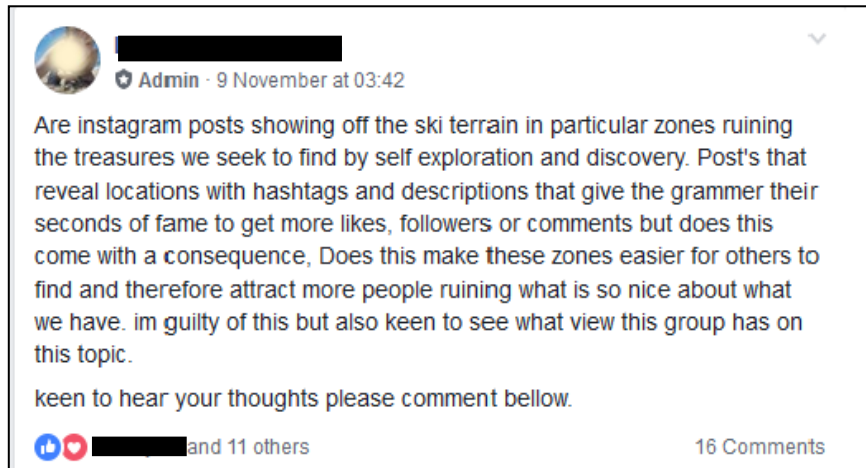 Admin · 9 November at 03:42
Are instagram posts showing off the ski terrain in particular zones ruining
the treasures we seek to find by self exploration and discovery. Post's that
reveal locations with hashtags and descriptions that give the grammer their
seconds of fame to get more likes, followers or comments but does this
come with a consequence, Does this make these zones easier for others to
find and therefore attract more people ruining what is so nice about what
we have. im guilty of this but also keen to see what view this group has on
this topic.
keen to hear your thoughts please comment bellow.
and 11 others 16 Comments